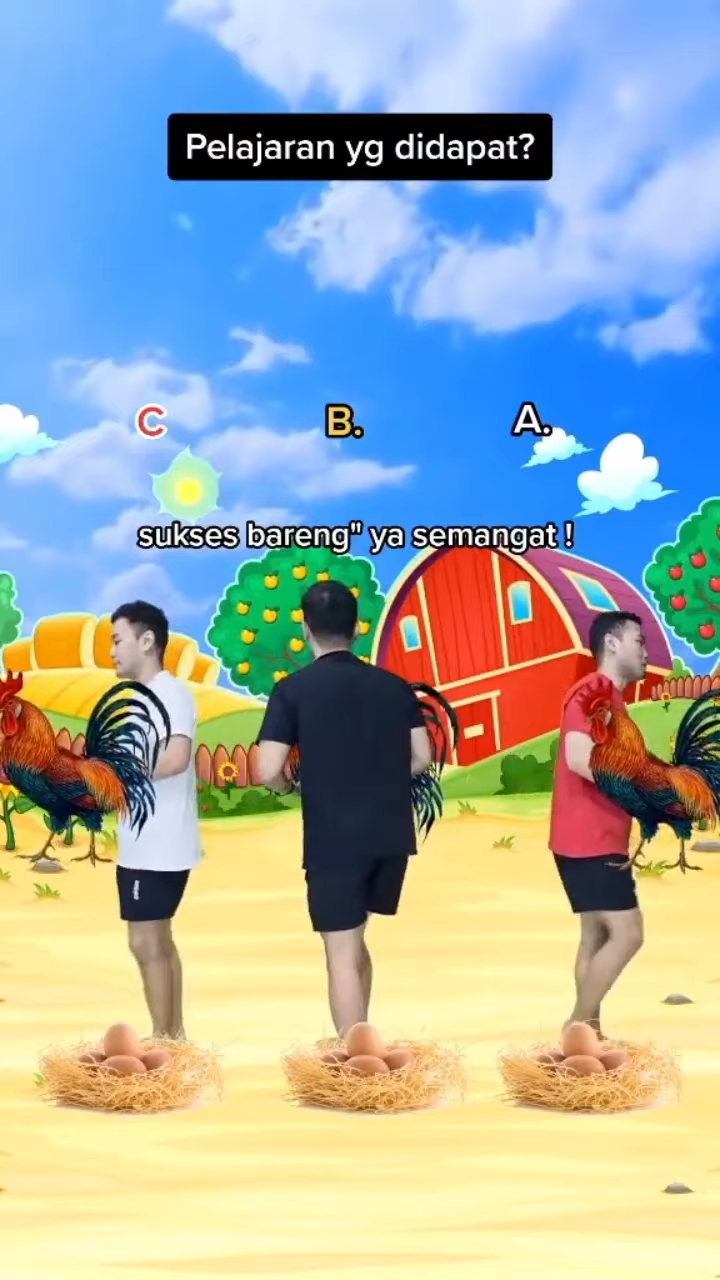 Pelajaran yg didapat?
C B. A.
sukses bareng" ya semangat !